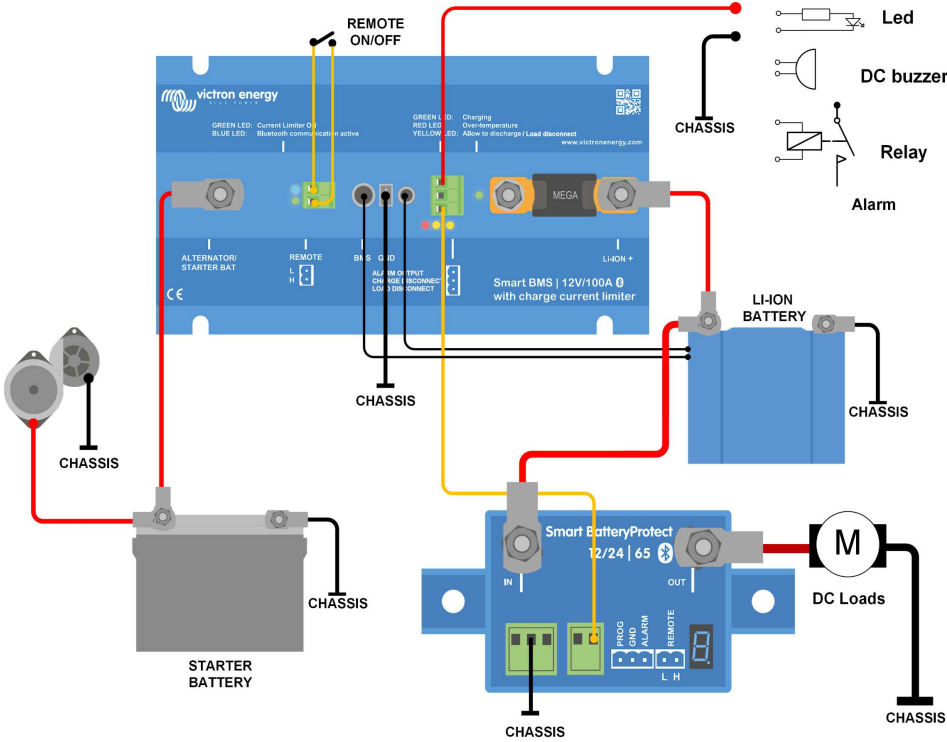 REMOTE
ON/OFF
Led
DC buzzer
CHASSIS
Relay
Alarm
victron energy
BLUE POWER
GREEN LED: Current Limiter ON
BLUE LED: Bluetooth communication active
GREEN LED: Charging
RED LED: Over-temperature
YELLOW LED: Allow to discharge / Load disconnect
www.victronenergy.com
MEGA
ALTERNATOR/
STARTER BAT
REMOTE
L
H
BMS GND
ALARM OUTPUT
CHARGE DISCONNECT
LOAD DISCONNECT
Li-ION +
Smart BMS | 12V/100A
with charge current limiter
CE
LI-ION
BATTERY
CHASSIS
CHASSIS
CHASSIS
Smart BatteryProtect
12/24 | 65
IN
OUT
M
DC Loads
CHASSIS
PROG
GND
ALARM
REMOTE
L H
8.
STARTER
BATTERY
CHASSIS
CHASSIS